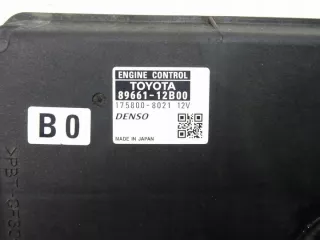 ENGINE CONTROL
TOYOTA
89661-12B00
175800-8021 12V
DENSO
MADE IN JAPAN
B0